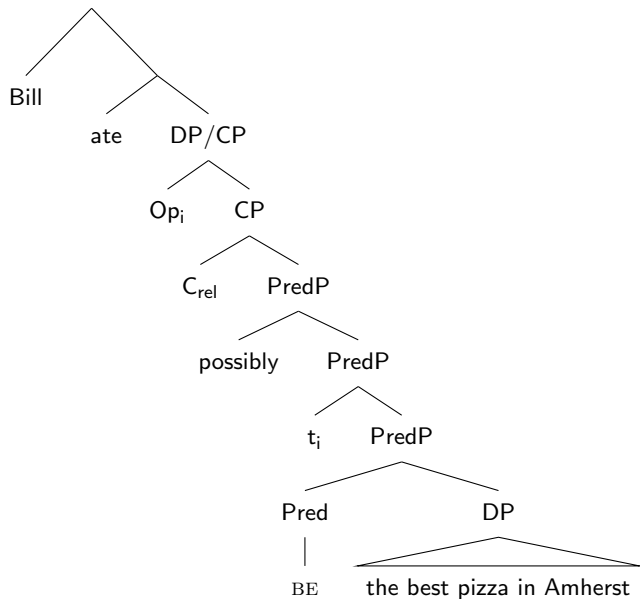 Bill
ate DP/CP
Opi CP
Crel PredP
possibly PredP
ti PredP
Pred DP
BE the best pizza in Amherst